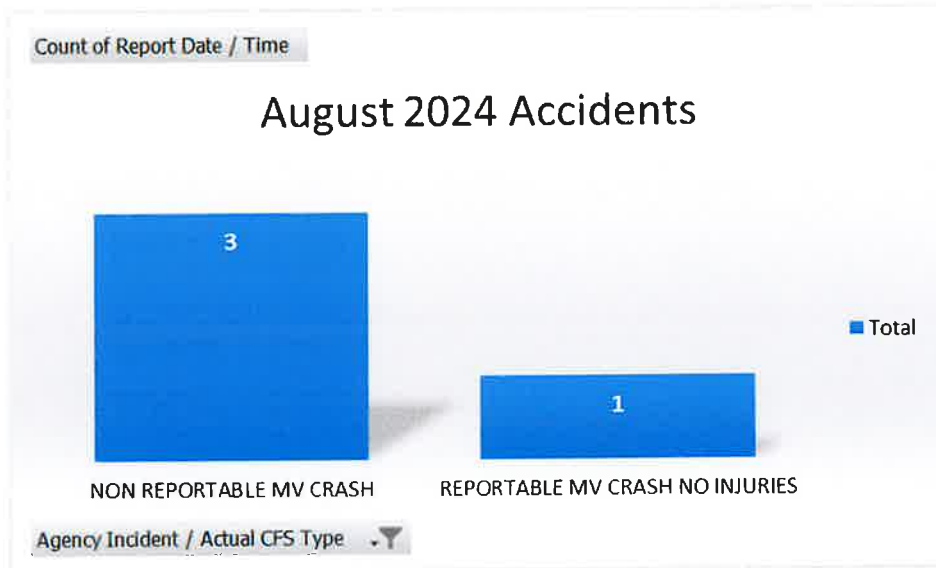 Count of Report Date / Time
August 2024 Accidents
3
1
Total
NON REPORTABLE MV CRASH
REPORTABLE MV CRASH NO INJURIES
Agency Incident / Actual CFS Type